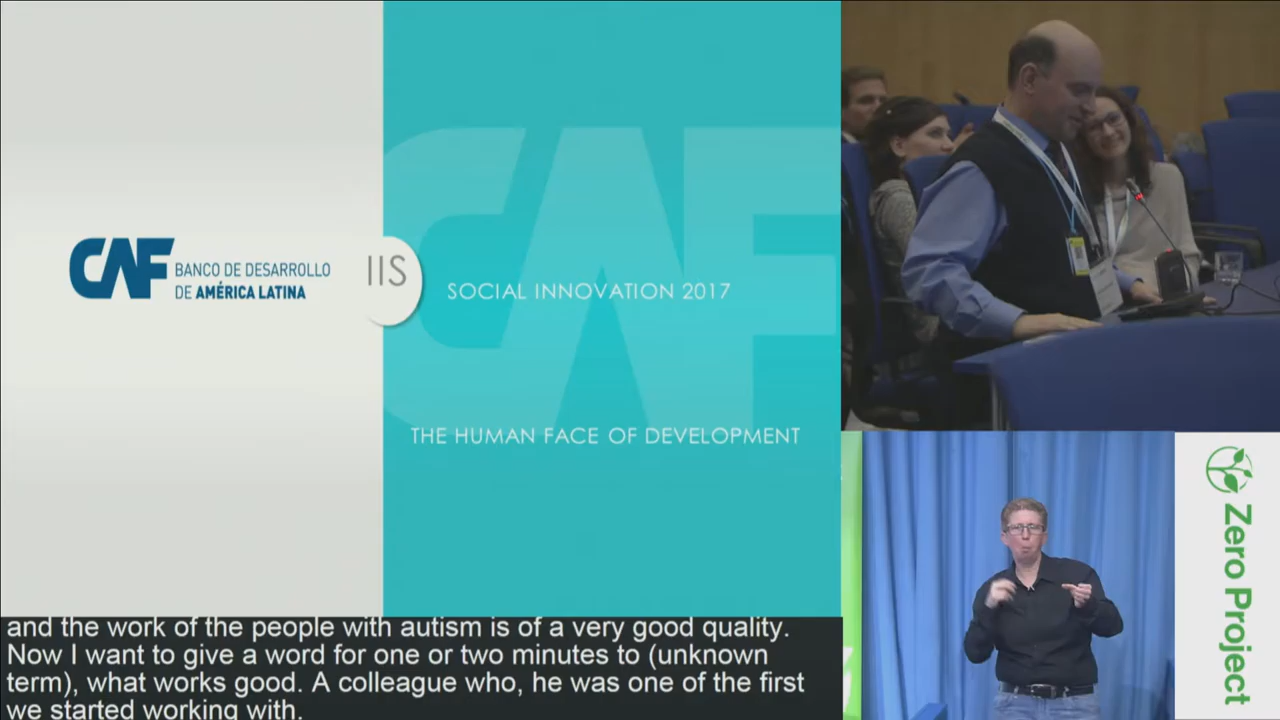 CAF BANCO DE DESARROLLO
DE AMÉRICA LATINA
IIS
SOCIAL INNOVATION 2017
THE HUMAN FACE OF DEVELOPMENT
and the work of the people with autism is of a very good quality.
Now I want to give a word for one or two minutes to (unknown
term), what works good. A colleague who, he was one of the first
we started working with.
Zero Project